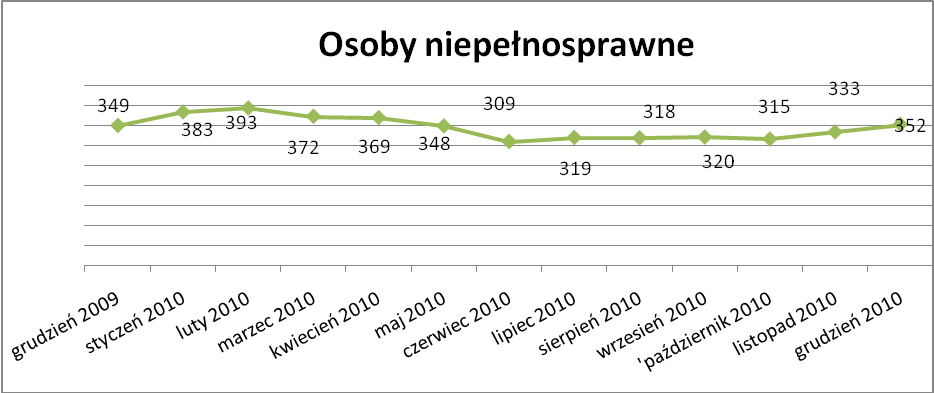 Osoby niepełnosprawne
349
383
393
372
369
348
309
319
318
320
315
333
352
grudzień 2009
styczeń 2010
luty 2010
marzec 2010
kwiecień 2010
maj 2010
czerwiec 2010
lipiec 2010
sierpień 2010
wrzesień 2010
'październik 2010
listopad 2010
grudzień 2010